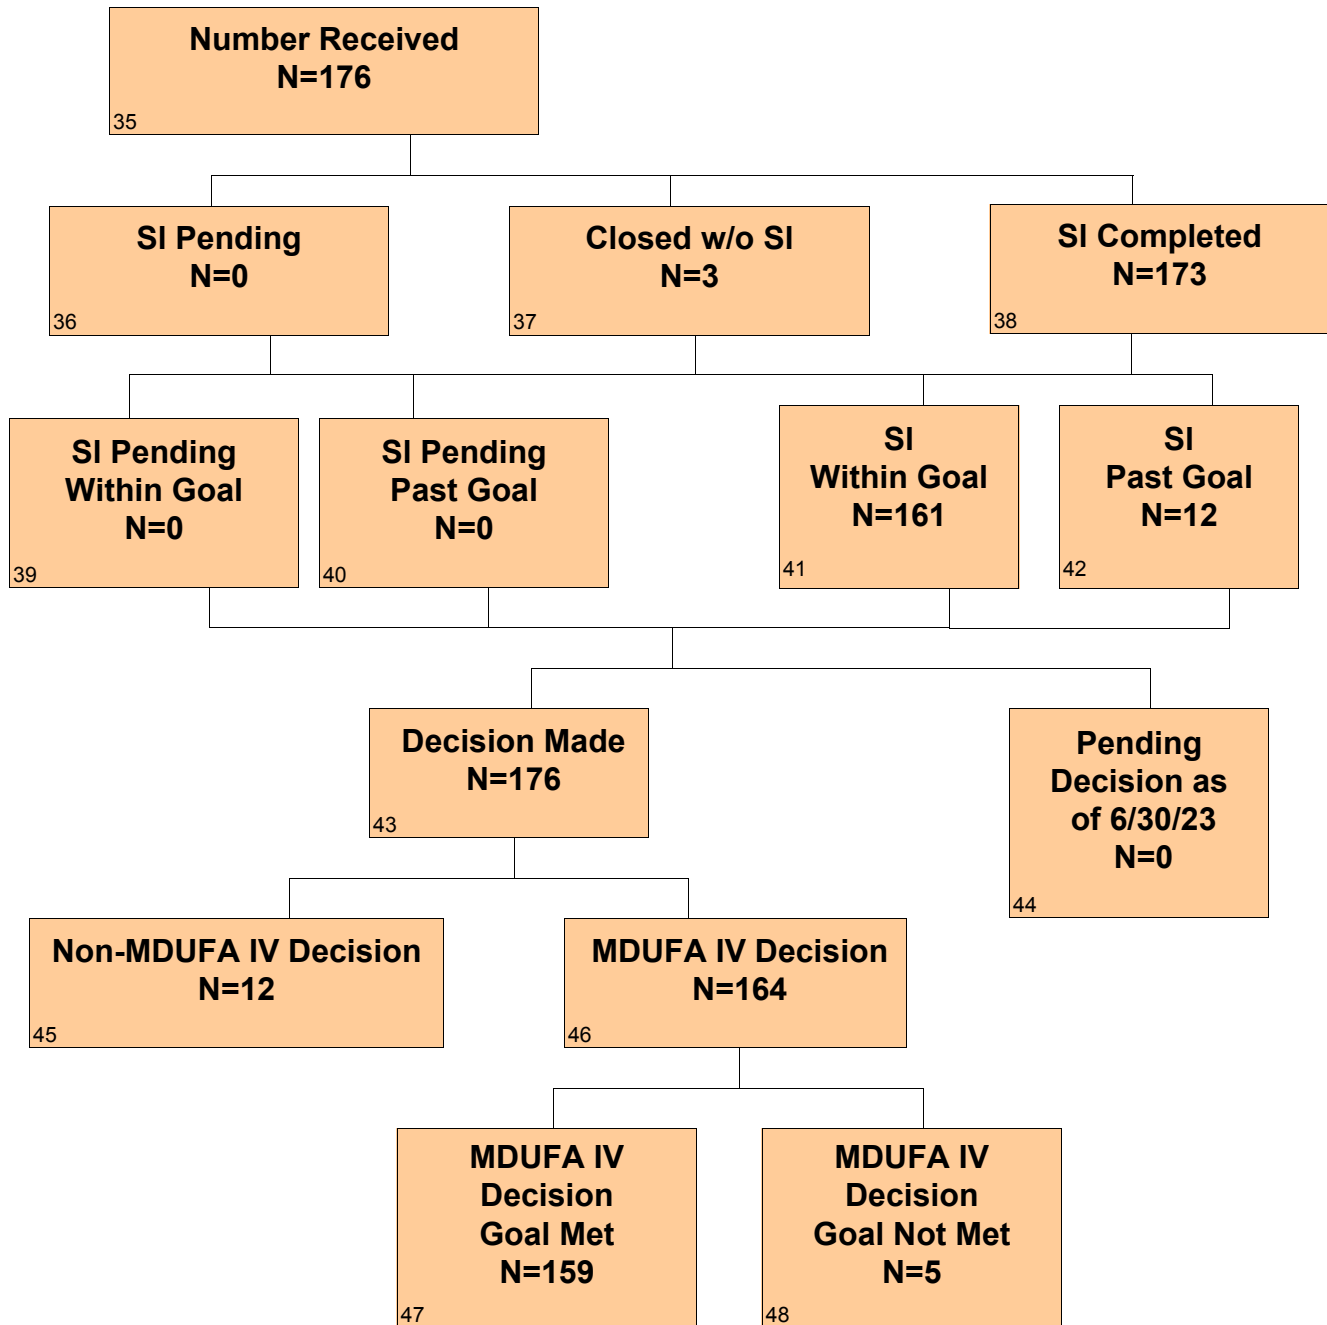 Number Received
N=176
35
SI Pending
N=0
36
Closed w/o SI
N=3
37
SI Completed
N=173
38
SI Pending
Within Goal
N=0
39
SI Pending
Past Goal
N=0
40
SI
Within Goal
N=161
41
SI
Past Goal
N=12
42
Decision Made
N=176
43
Pending
Decision as
of 6/30/23
N=0
44
Non-MDUFA IV Decision
N=12
45
MDUFA IV Decision
N=164
46
MDUFA IV
Decision
Goal Met
N=159
47
MDUFA IV
Decision
Goal Not Met
N=5
48